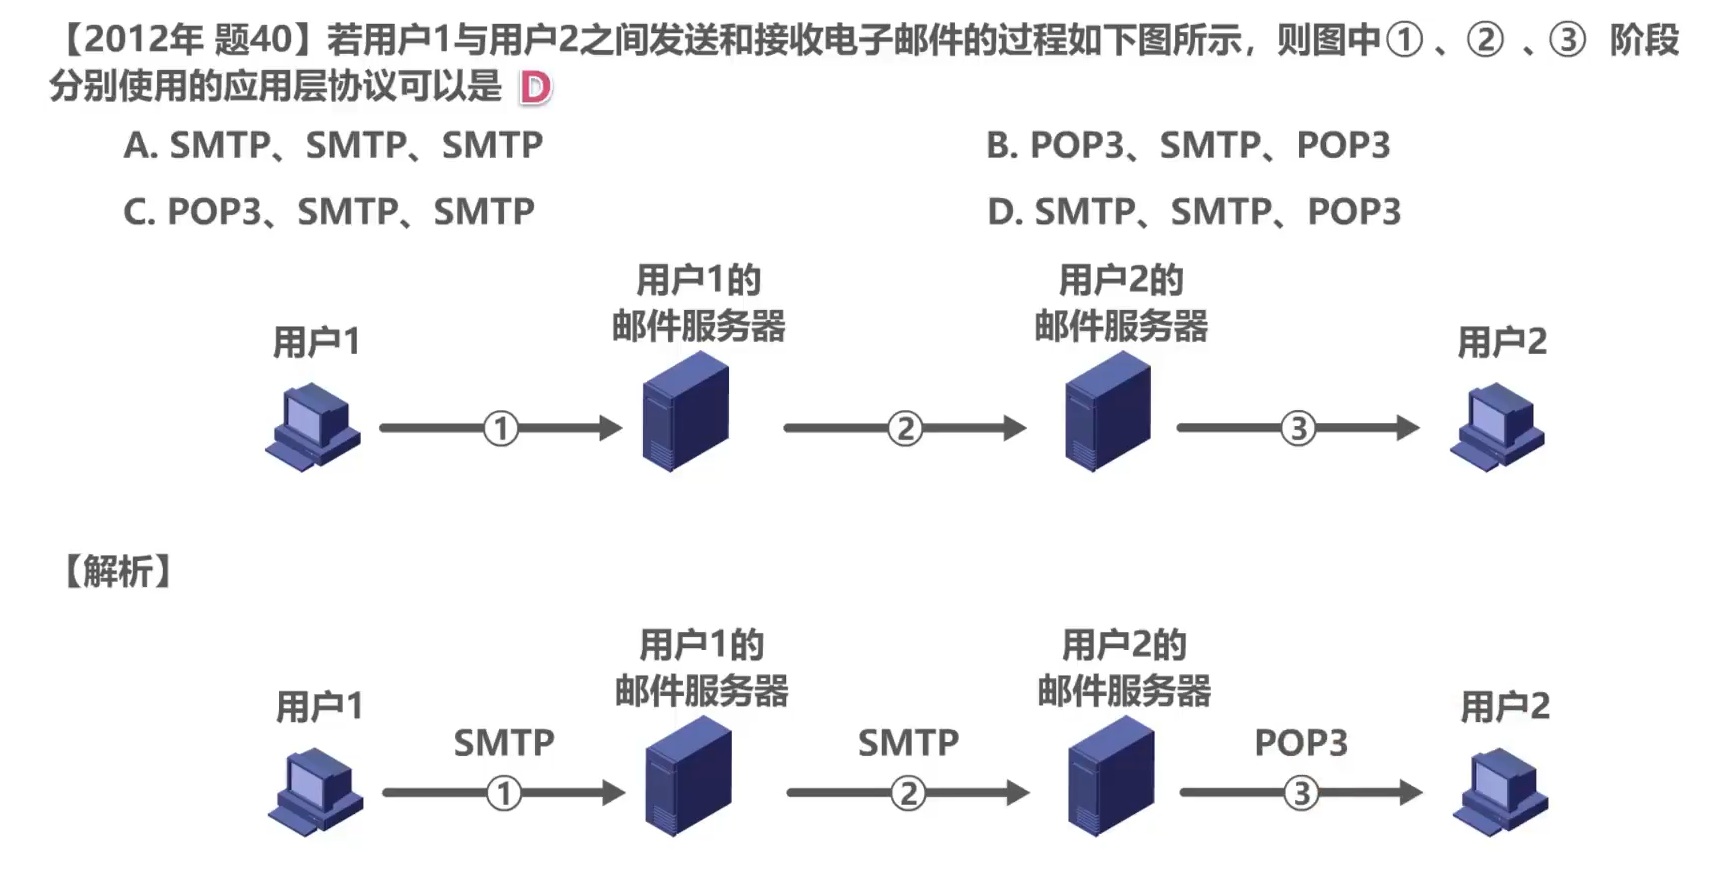 【2012年 题40】若用户1与用户2之间发送和接收电子邮件的过程如下图所示，则图中① 、② 、③ 阶段
分别使用的应用层协议可以是 D
A. SMTP、SMTP、SMTP
B. POP3、SMTP、POP3
C. POP3、SMTP、SMTP
D. SMTP、SMTP、POP3
用户1
用户1的
邮件服务器
用户2的
邮件服务器
用户2
①
②
③
【解析】
用户1
用户1的
邮件服务器
用户2的
邮件服务器
用户2
SMTP
SMTP
POP3
①
②
③